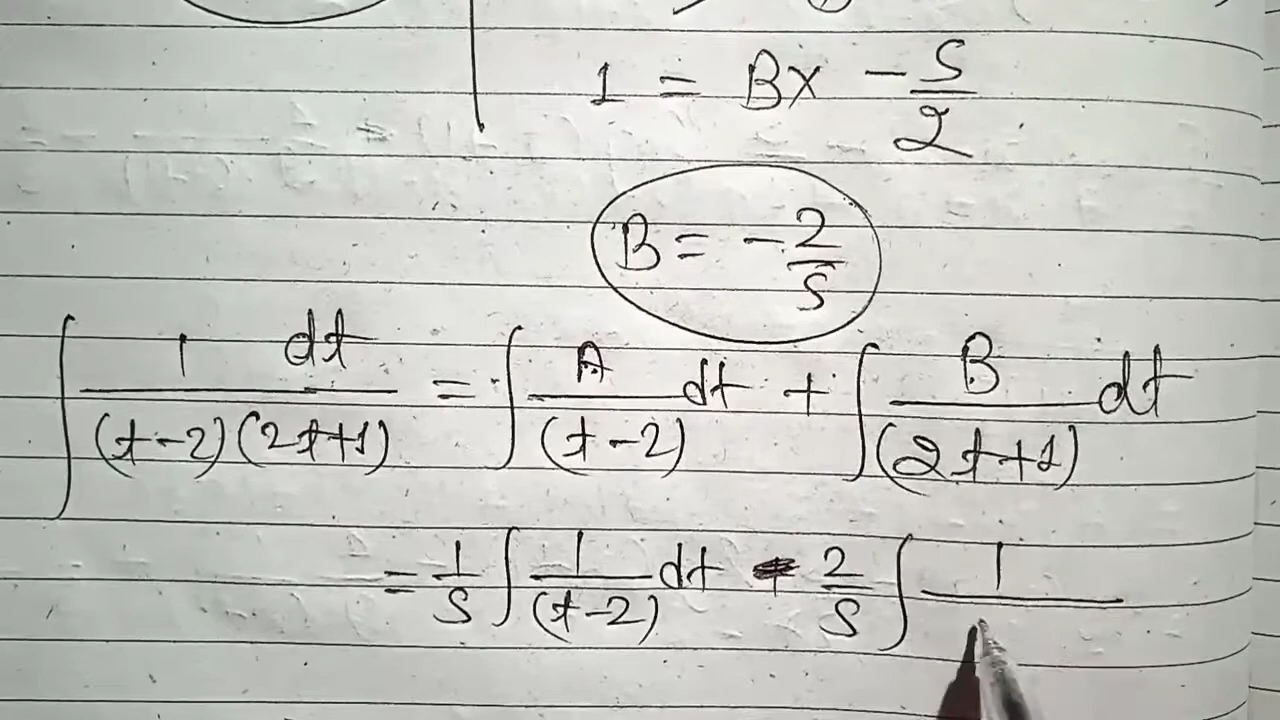 1 = B× -5/2
B = -2/5
∫ 1 dt/(t-2)(2t+1) = ∫ A/(t-2) dt + ∫ B/(2t+1) dt
= 1/5 ∫ 1/(t-2) dt - 2/5 ∫ 1/